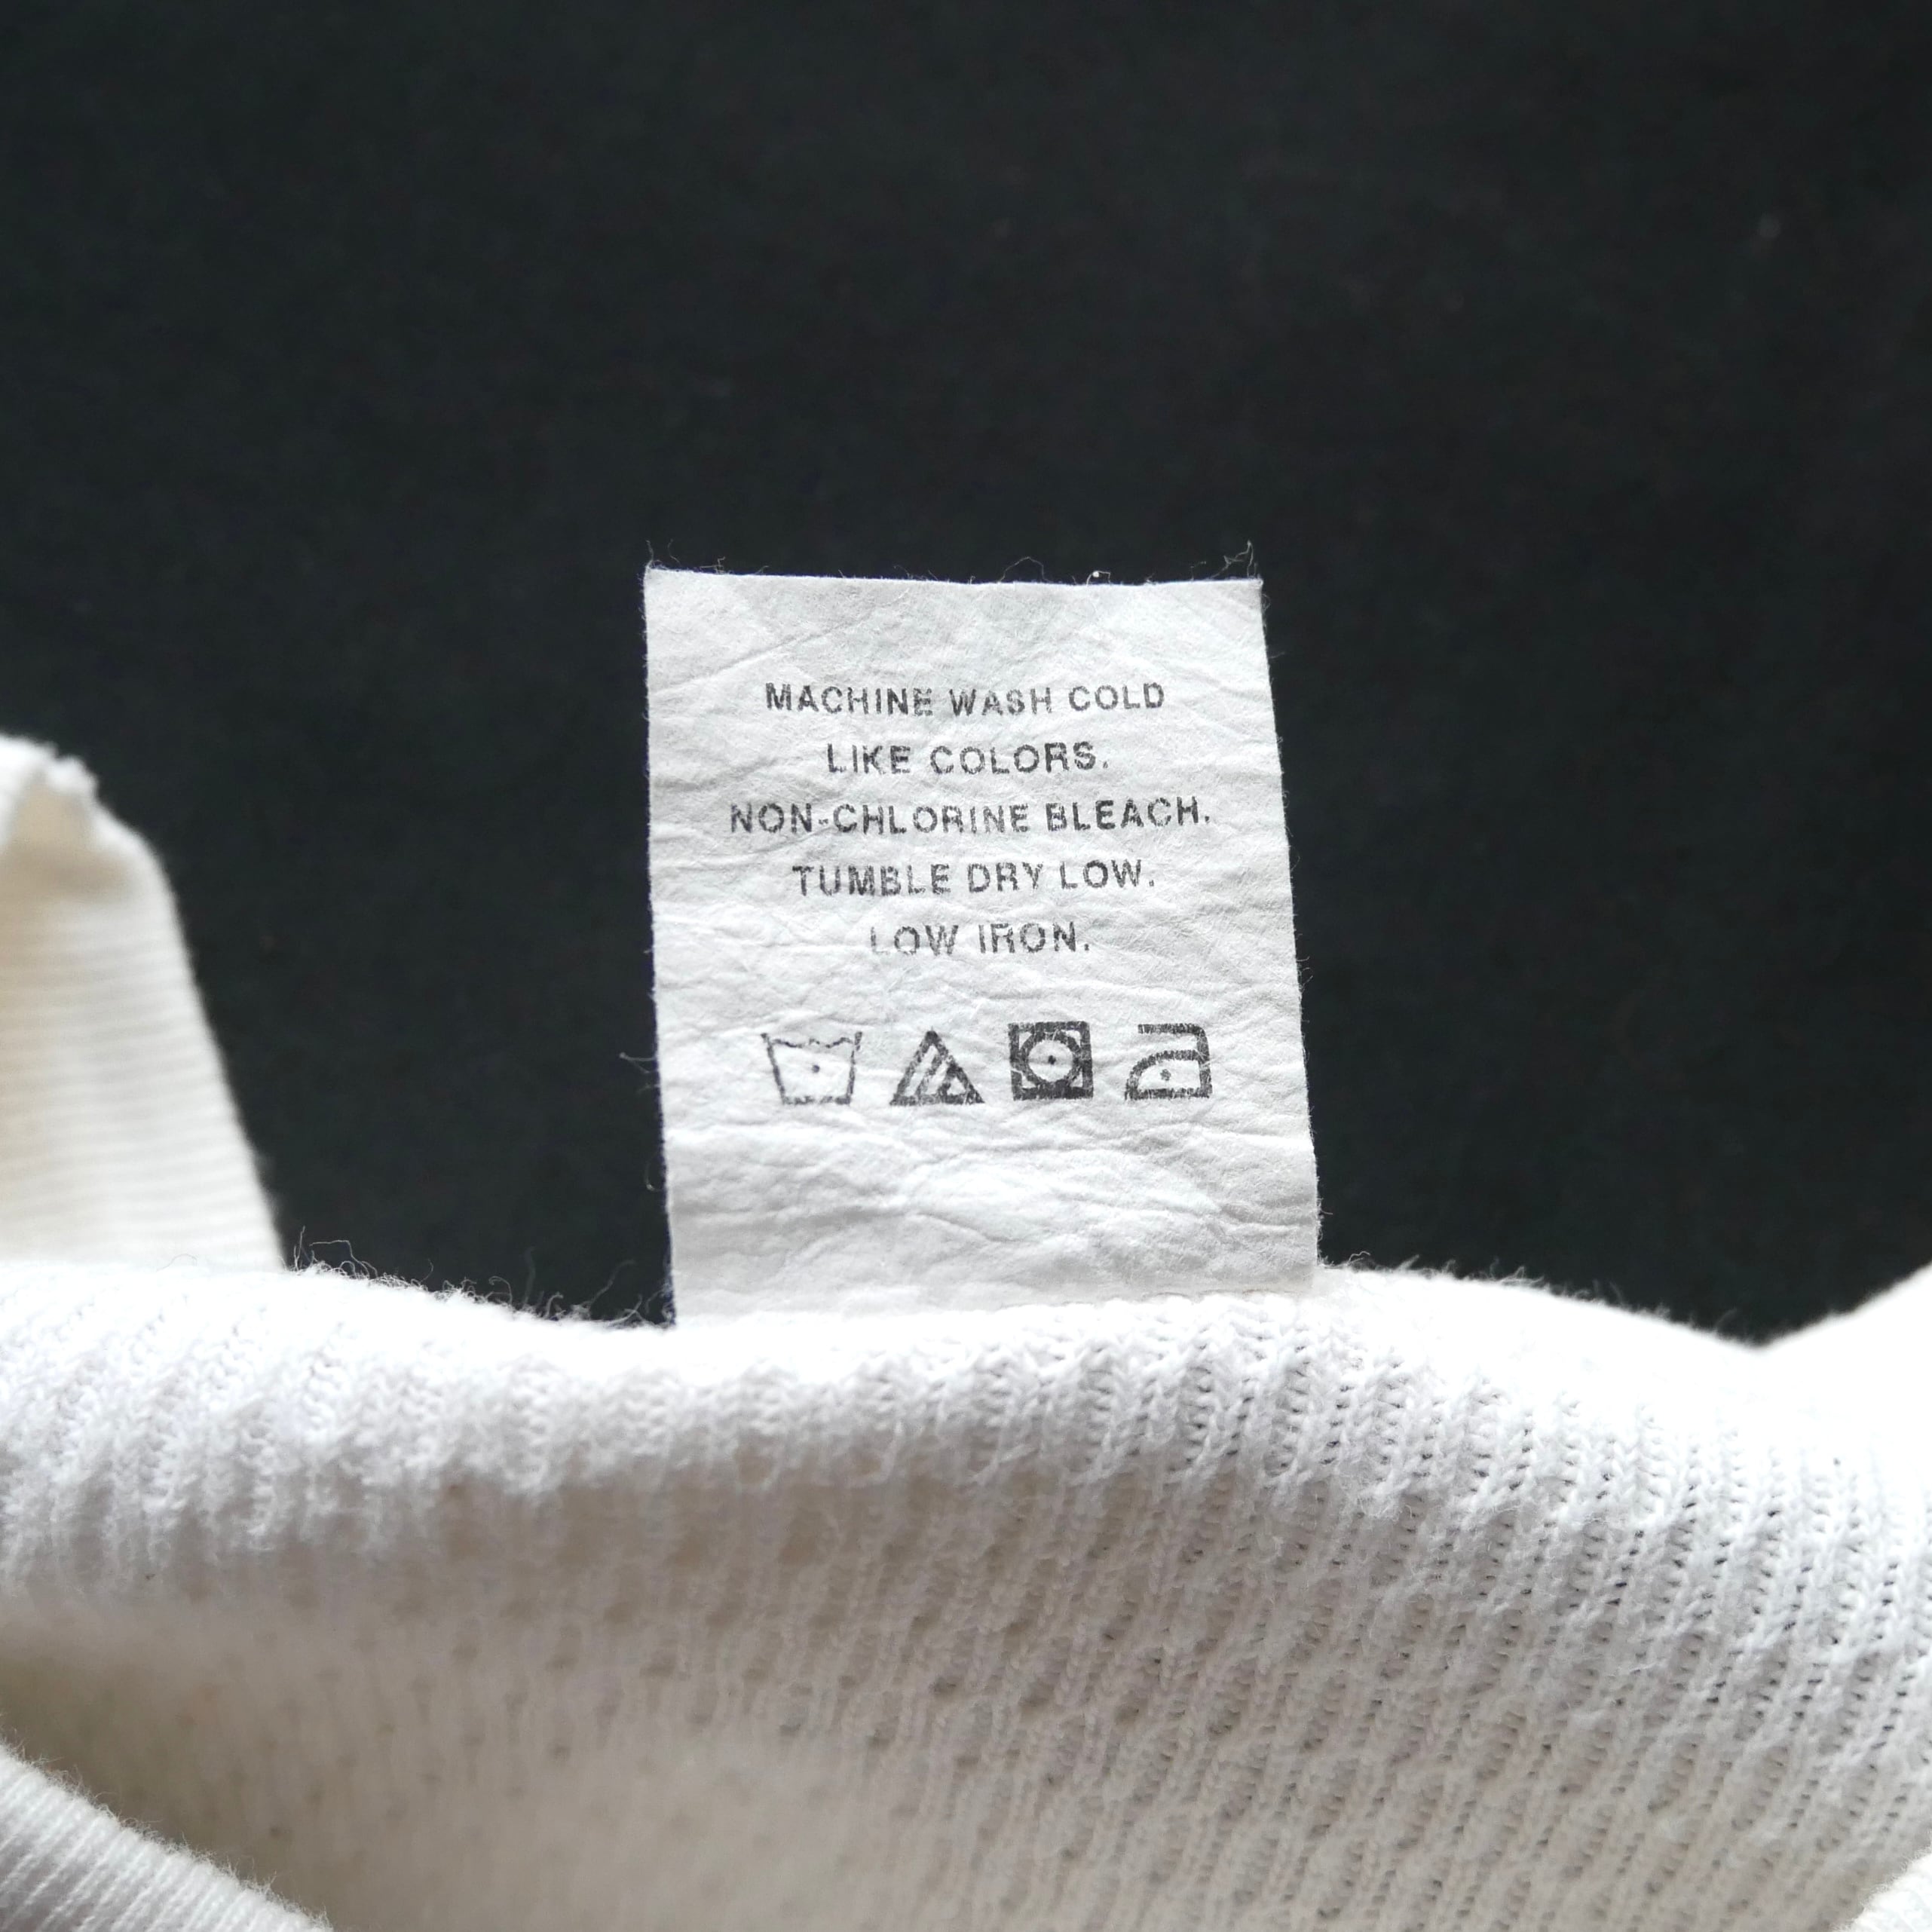 MACHINE WASH COLD
LIKE COLORS.
NON-CHLORINE BLEACH.
TUMBLE DRY LOW.
LOW IRON.